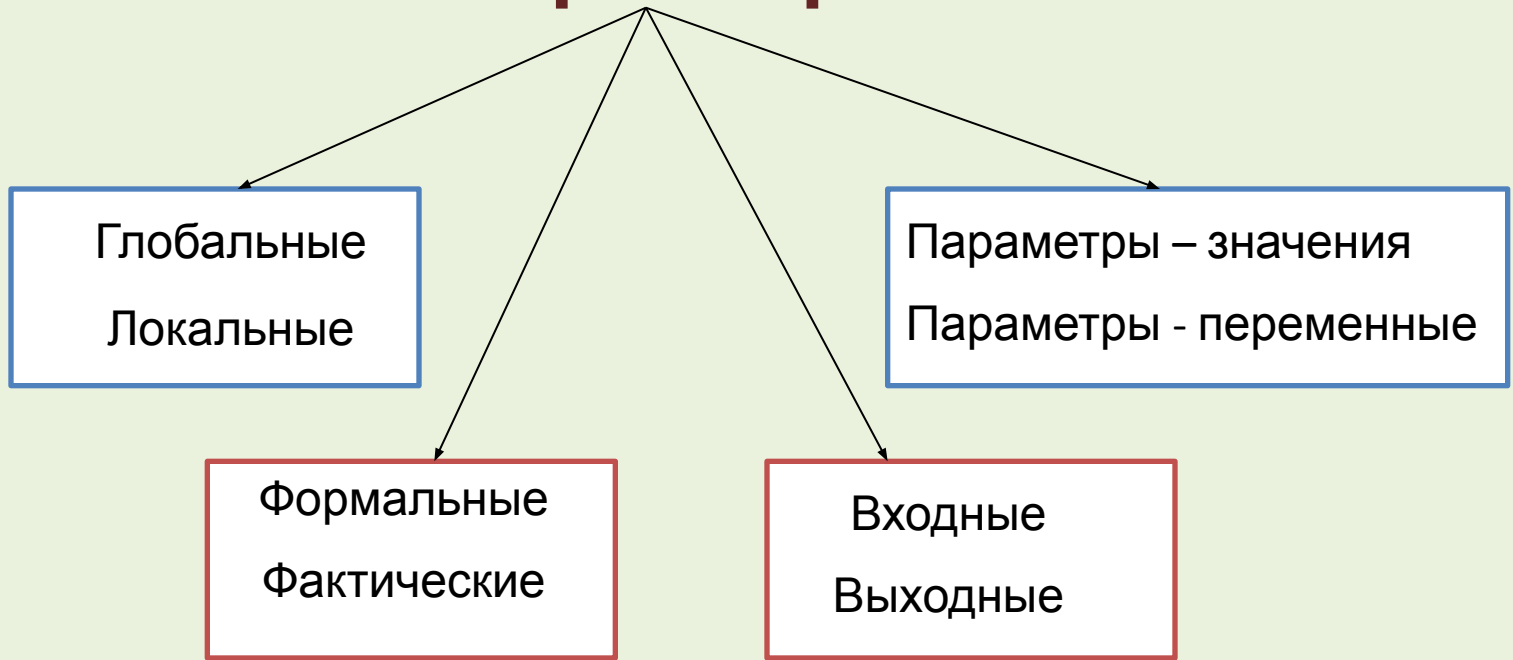 Глобальные
Локальные
Параметры – значения
Параметры - переменные
Формальные
Фактические
Входные
Выходные